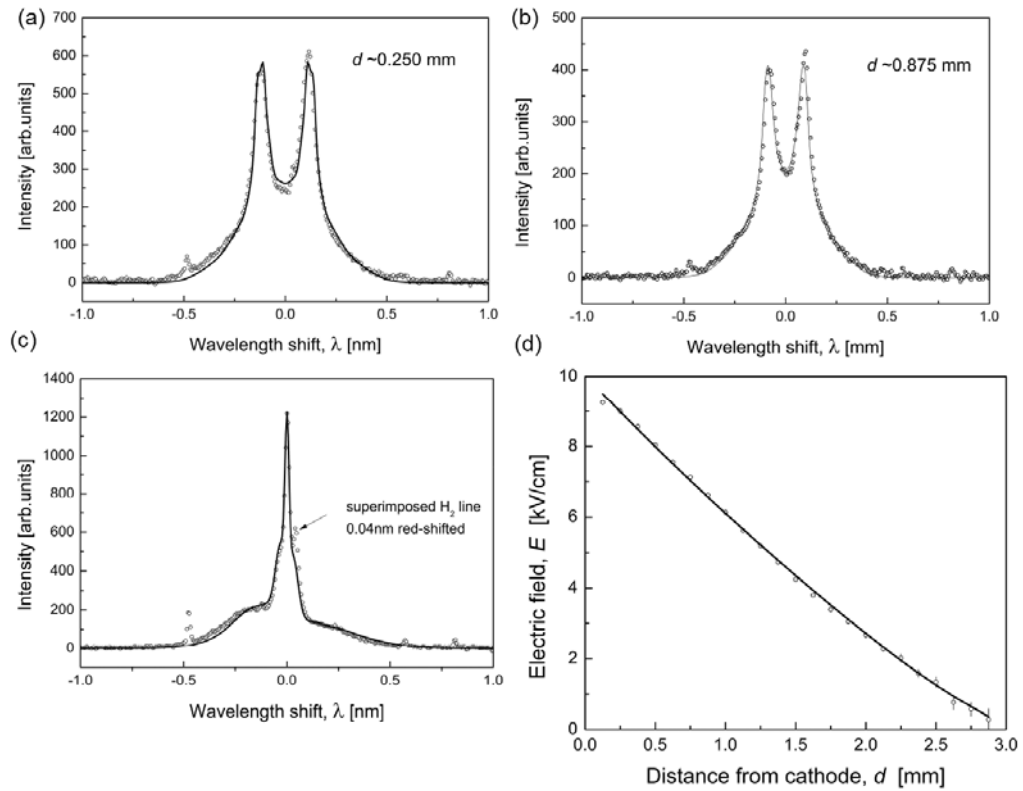 (a)
700
600
500
400
300
200
100
0
-1.0 -0.5 0.0 0.5 1.0
Intensity [arb.units]
d ~0.250 mm
Wavelength shift, λ [nm]
(b)
500
400
300
200
100
0
-1.0 -0.5 0.0 0.5 1.0
Intensity [arb.units]
d ~0.875 mm
Wavelength shift, λ [mm]
(c)
1400
1200
1000
800
600
400
200
0
-1.0 -0.5 0.0 0.5 1.0
Intensity [arb.units]
superimposed H₂ line
0.04nm red-shifted
Wavelength shift, λ [nm]
(d)
10
8
6
4
2
0
0.0 0.5 1.0 1.5 2.0 2.5 3.0
Electric field, E [kV/cm]
Distance from cathode, d [mm]